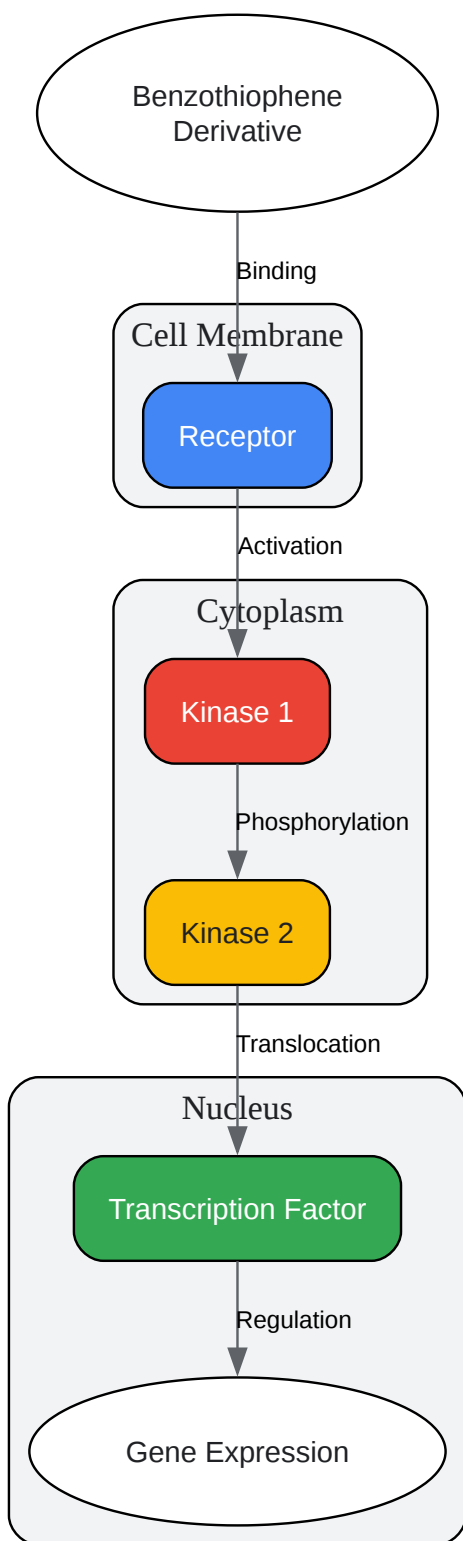 Benzothiophene
Derivative
Binding
Cell Membrane
Receptor
Activation
Cytoplasm
Kinase 1
Phosphorylation
Kinase 2
Translocation
Nucleus
Transcription Factor
Regulation
Gene Expression